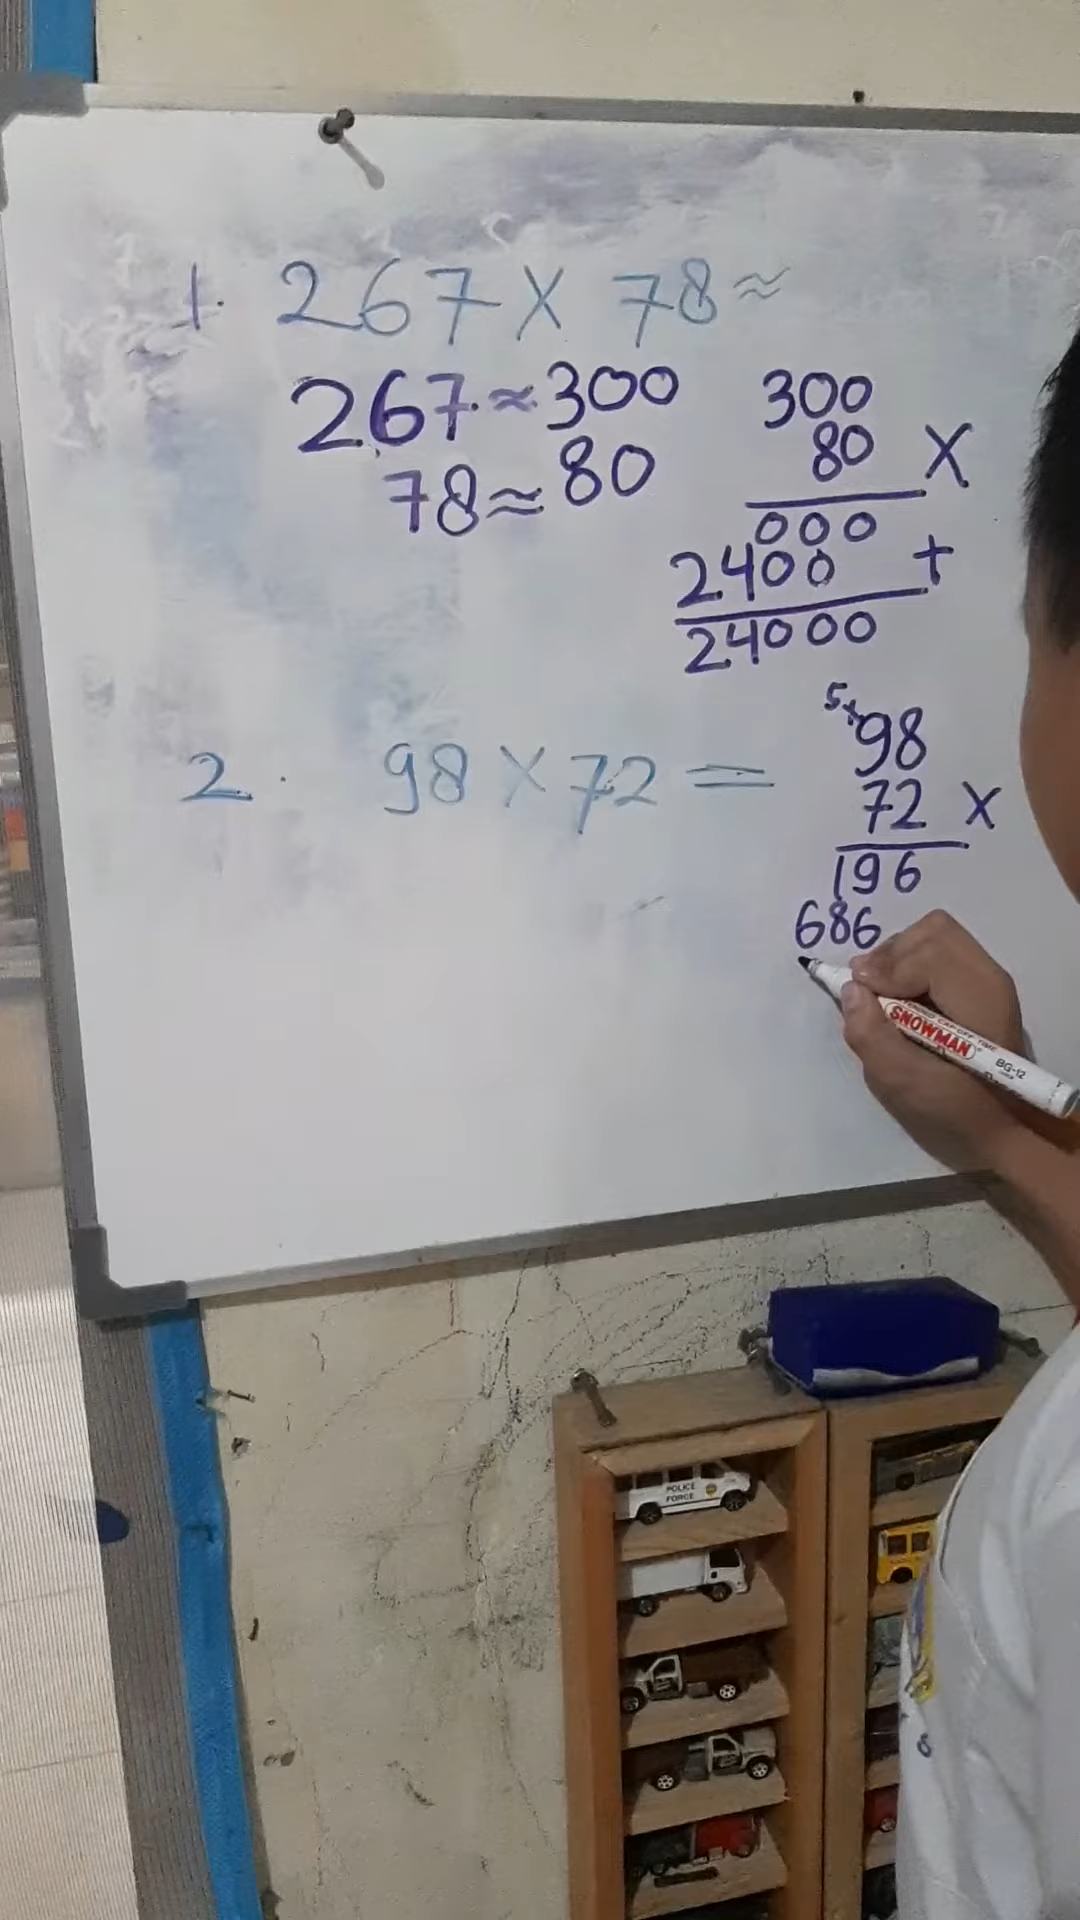 1. 267 X 78 ≈
267 ≈ 300
78 ≈ 80
300
80 X
000
2400 +
24000
2. 98 X 72 =
5
98
72 X
196
686
SNOWMAN
BG-12
POLICE
FORCE